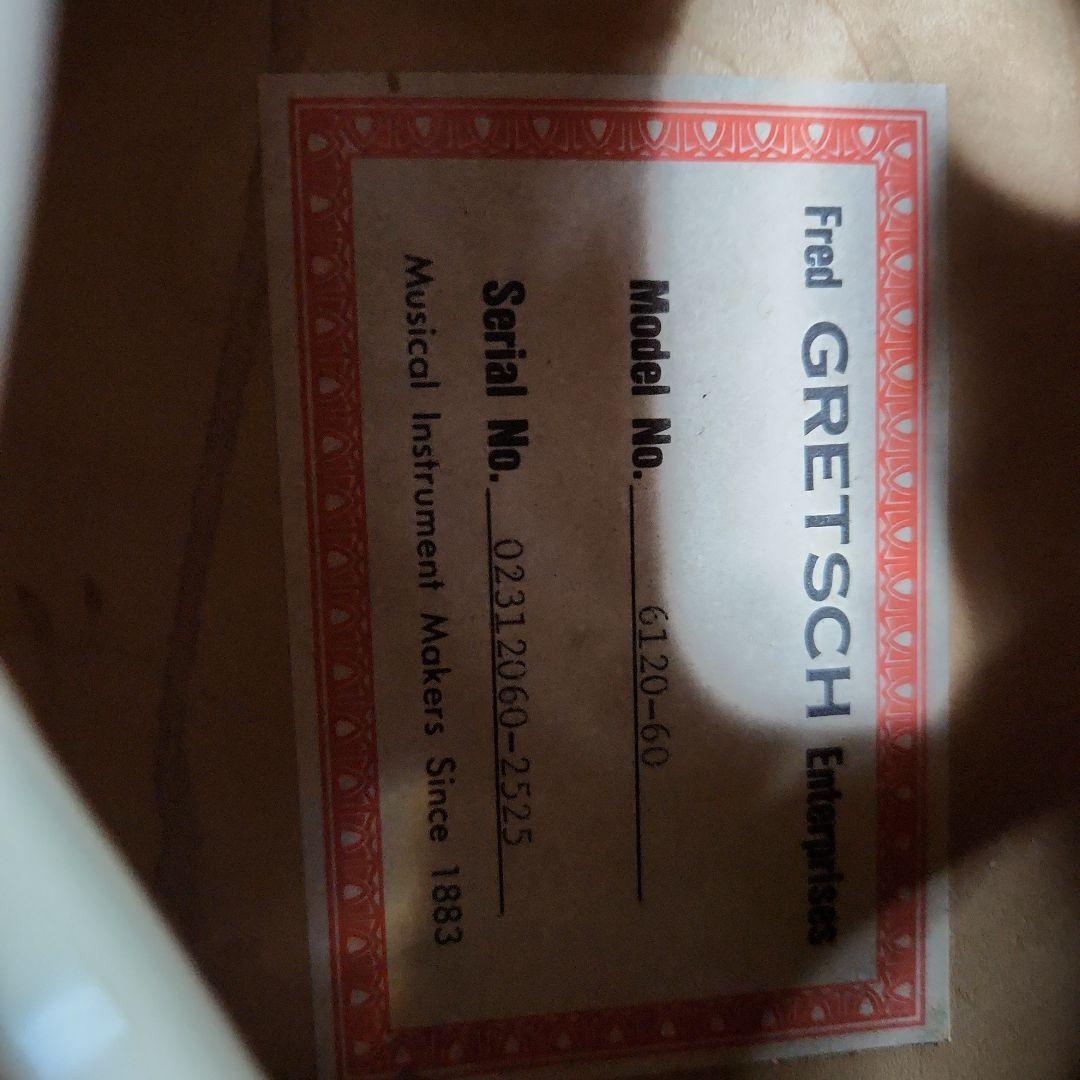 Fred GRETSCH Enterprises
Model No. 6120-60
Serial No. 02312060-2525
Musical Instrument Makers Since 1883